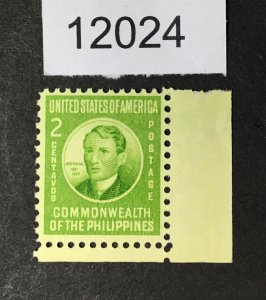 12024
UNITED STATES OF AMERICA
2
CENTAVOS
POSTAGE
COMMONWEALTH
OF THE PHILIPPINES